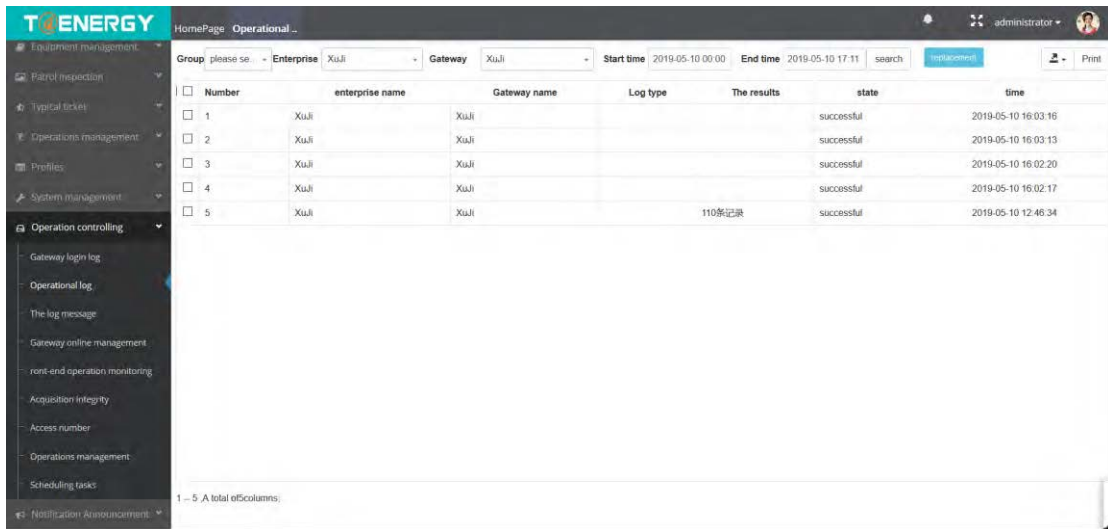 TOENERGY
HomePage Operational ..
administrator
Equipment management
Patrol inspection
Typical ticket
Operations management
Profiles
System management
Operation controlling
Gateway login log
Operational log
The log message
Gateway online management
ront-end operation monitoring
Acquisition integrity
Access number
Operations management
Scheduling tasks
Notification Announcement
Group please se... Enterprise XuJi Gateway XuJi Start time 2019-05-10 00:00 End time 2019-05-10 17:11 search replacement Print
Number enterprise name Gateway name Log type The results state time
1 XuJi XuJi successful 2019-05-10 16:03:16
2 XuJi XuJi successful 2019-05-10 16:03:13
3 XuJi XuJi successful 2019-05-10 16:02:20
4 XuJi XuJi successful 2019-05-10 16:02:17
5 XuJi XuJi 110条记录 successful 2019-05-10 12:46:34
1 -- 5 ,A total of5columns;